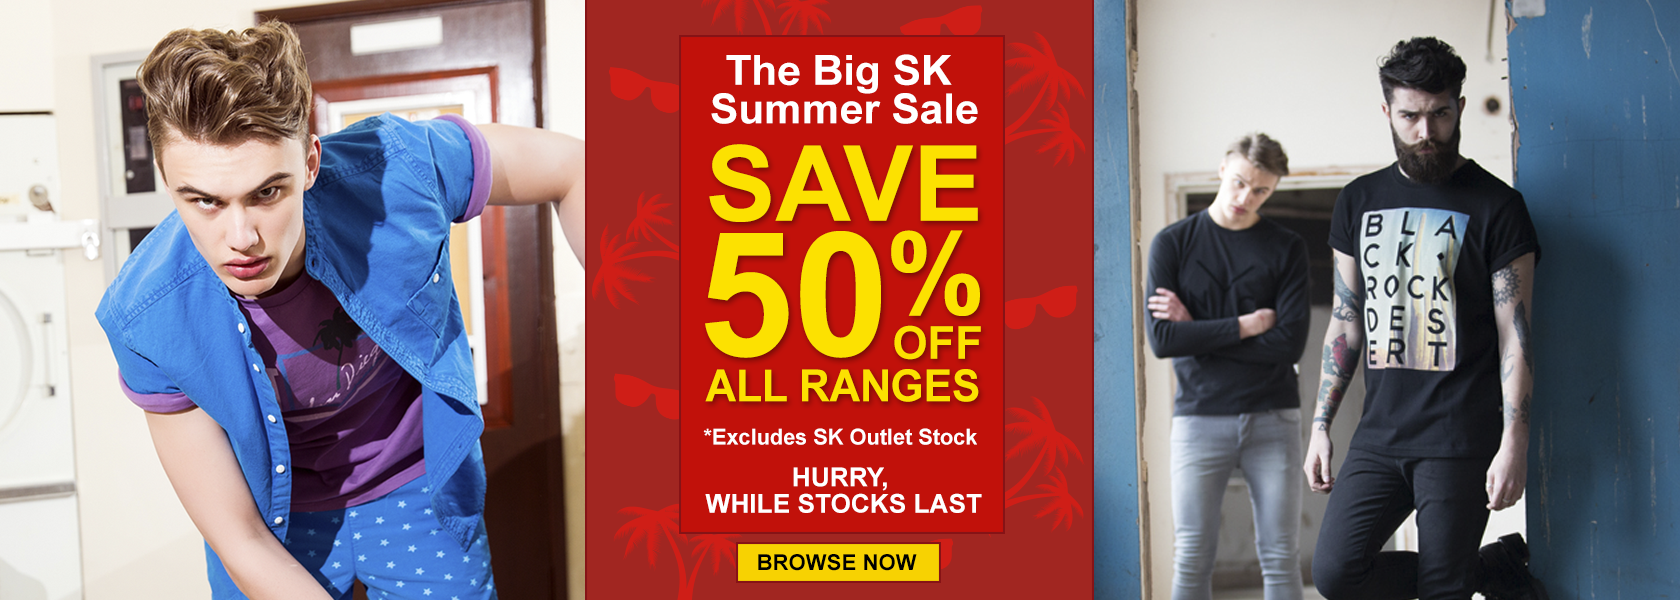 The Big SK
Summer Sale
SAVE
50%
OFF
ALL RANGES
*Excludes SK Outlet Stock
HURRY,
WHILE STOCKS LAST
BROWSE NOW
BLA
CK·
ROCK
DES
ERT